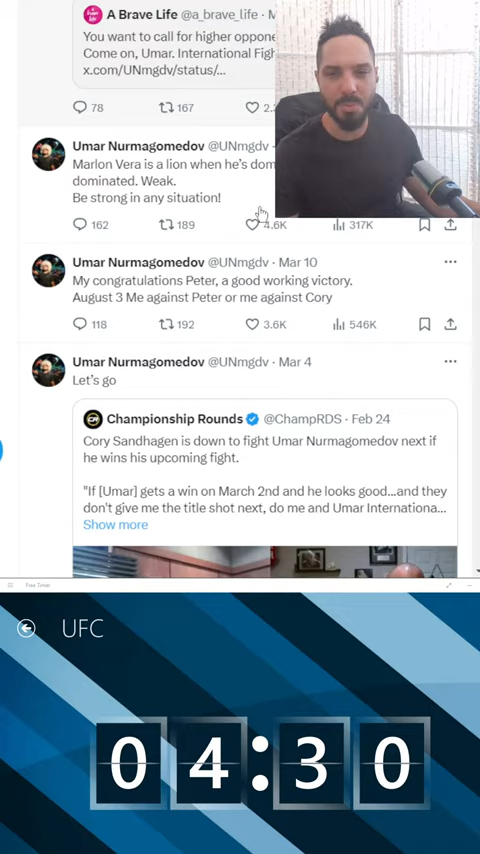 A Brave Life @a_brave_life · M
You want to call for higher oppone
Come on, Umar. International Figh
x.com/UNmgdv/status/...
78 167 2.2
Umar Nurmagomedov @UNmgdv ·
Marlon Vera is a lion when he's dom
dominated. Weak.
Be strong in any situation!
162 189 4.6K 317K
Umar Nurmagomedov @UNmgdv · Mar 10
My congratulations Peter, a good working victory.
August 3 Me against Peter or me against Cory
118 192 3.6K 546K
Umar Nurmagomedov @UNmgdv · Mar 4
Let's go
Championship Rounds @ChampRDS · Feb 24
Cory Sandhagen is down to fight Umar Nurmagomedov next if
he wins his upcoming fight.
"If [Umar] gets a win on March 2nd and he looks good...and they
don't give me the title shot next, do me and Umar Internationa...
Show more
Free Timer
UFC
04:30